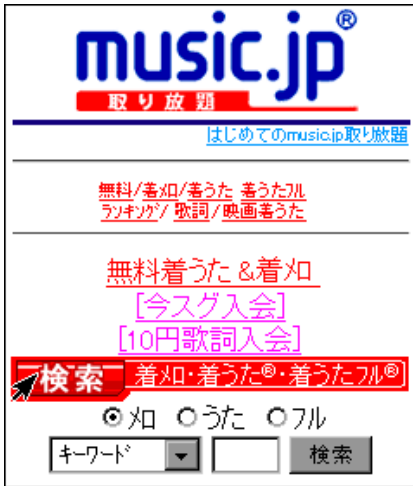 music.jp®
取り放題
はじめてのmusic.jp取り放題
無料/着ﾒﾛ/着うた 着うたﾌﾙ
ﾗﾝｷﾝｸﾞ/ 歌詞/映画着うた
無料着うた&着ﾒﾛ
[今スグ入会]
[10円歌詞入会]
検索 着ﾒﾛ・着うた®・着うたﾌﾙ®
ﾒﾛ うた ﾌﾙ
ｷｰﾜｰﾄﾞ 検索